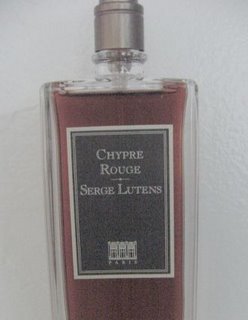 CHYPRE
ROUGE
SERGE LUTENS
PARIS